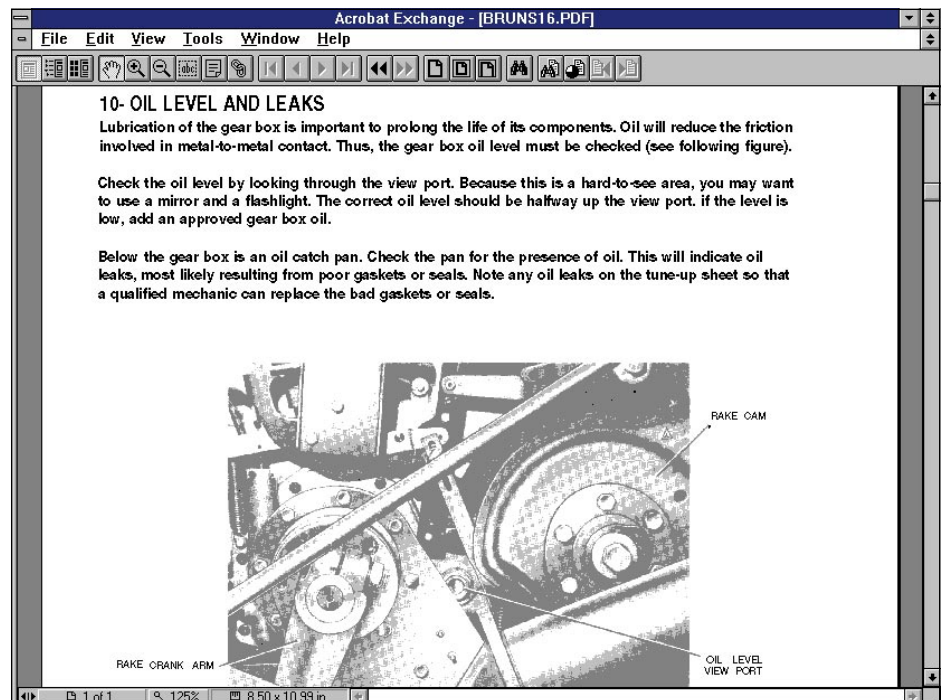 Acrobat Exchange - [BRUNS16.PDF]
File Edit View Tools Window Help
10- OIL LEVEL AND LEAKS
Lubrication of the gear box is important to prolong the life of its components. Oil will reduce the friction
involved in metal-to-metal contact. Thus, the gear box oil level must be checked (see following figure).
Check the oil level by looking through the view port. Because this is a hard-to-see area, you may want
to use a mirror and a flashlight. The correct oil level should be halfway up the view port. if the level is
low, add an approved gear box oil.
Below the gear box is an oil catch pan. Check the pan for the presence of oil. This will indicate oil
leaks, most likely resulting from poor gaskets or seals. Note any oil leaks on the tune-up sheet so that
a qualified mechanic can replace the bad gaskets or seals.
RAKE CAM
RAKE CRANK ARM
OIL LEVEL
VIEW PORT
1 of 1 125% 8.50 x 10.99 in